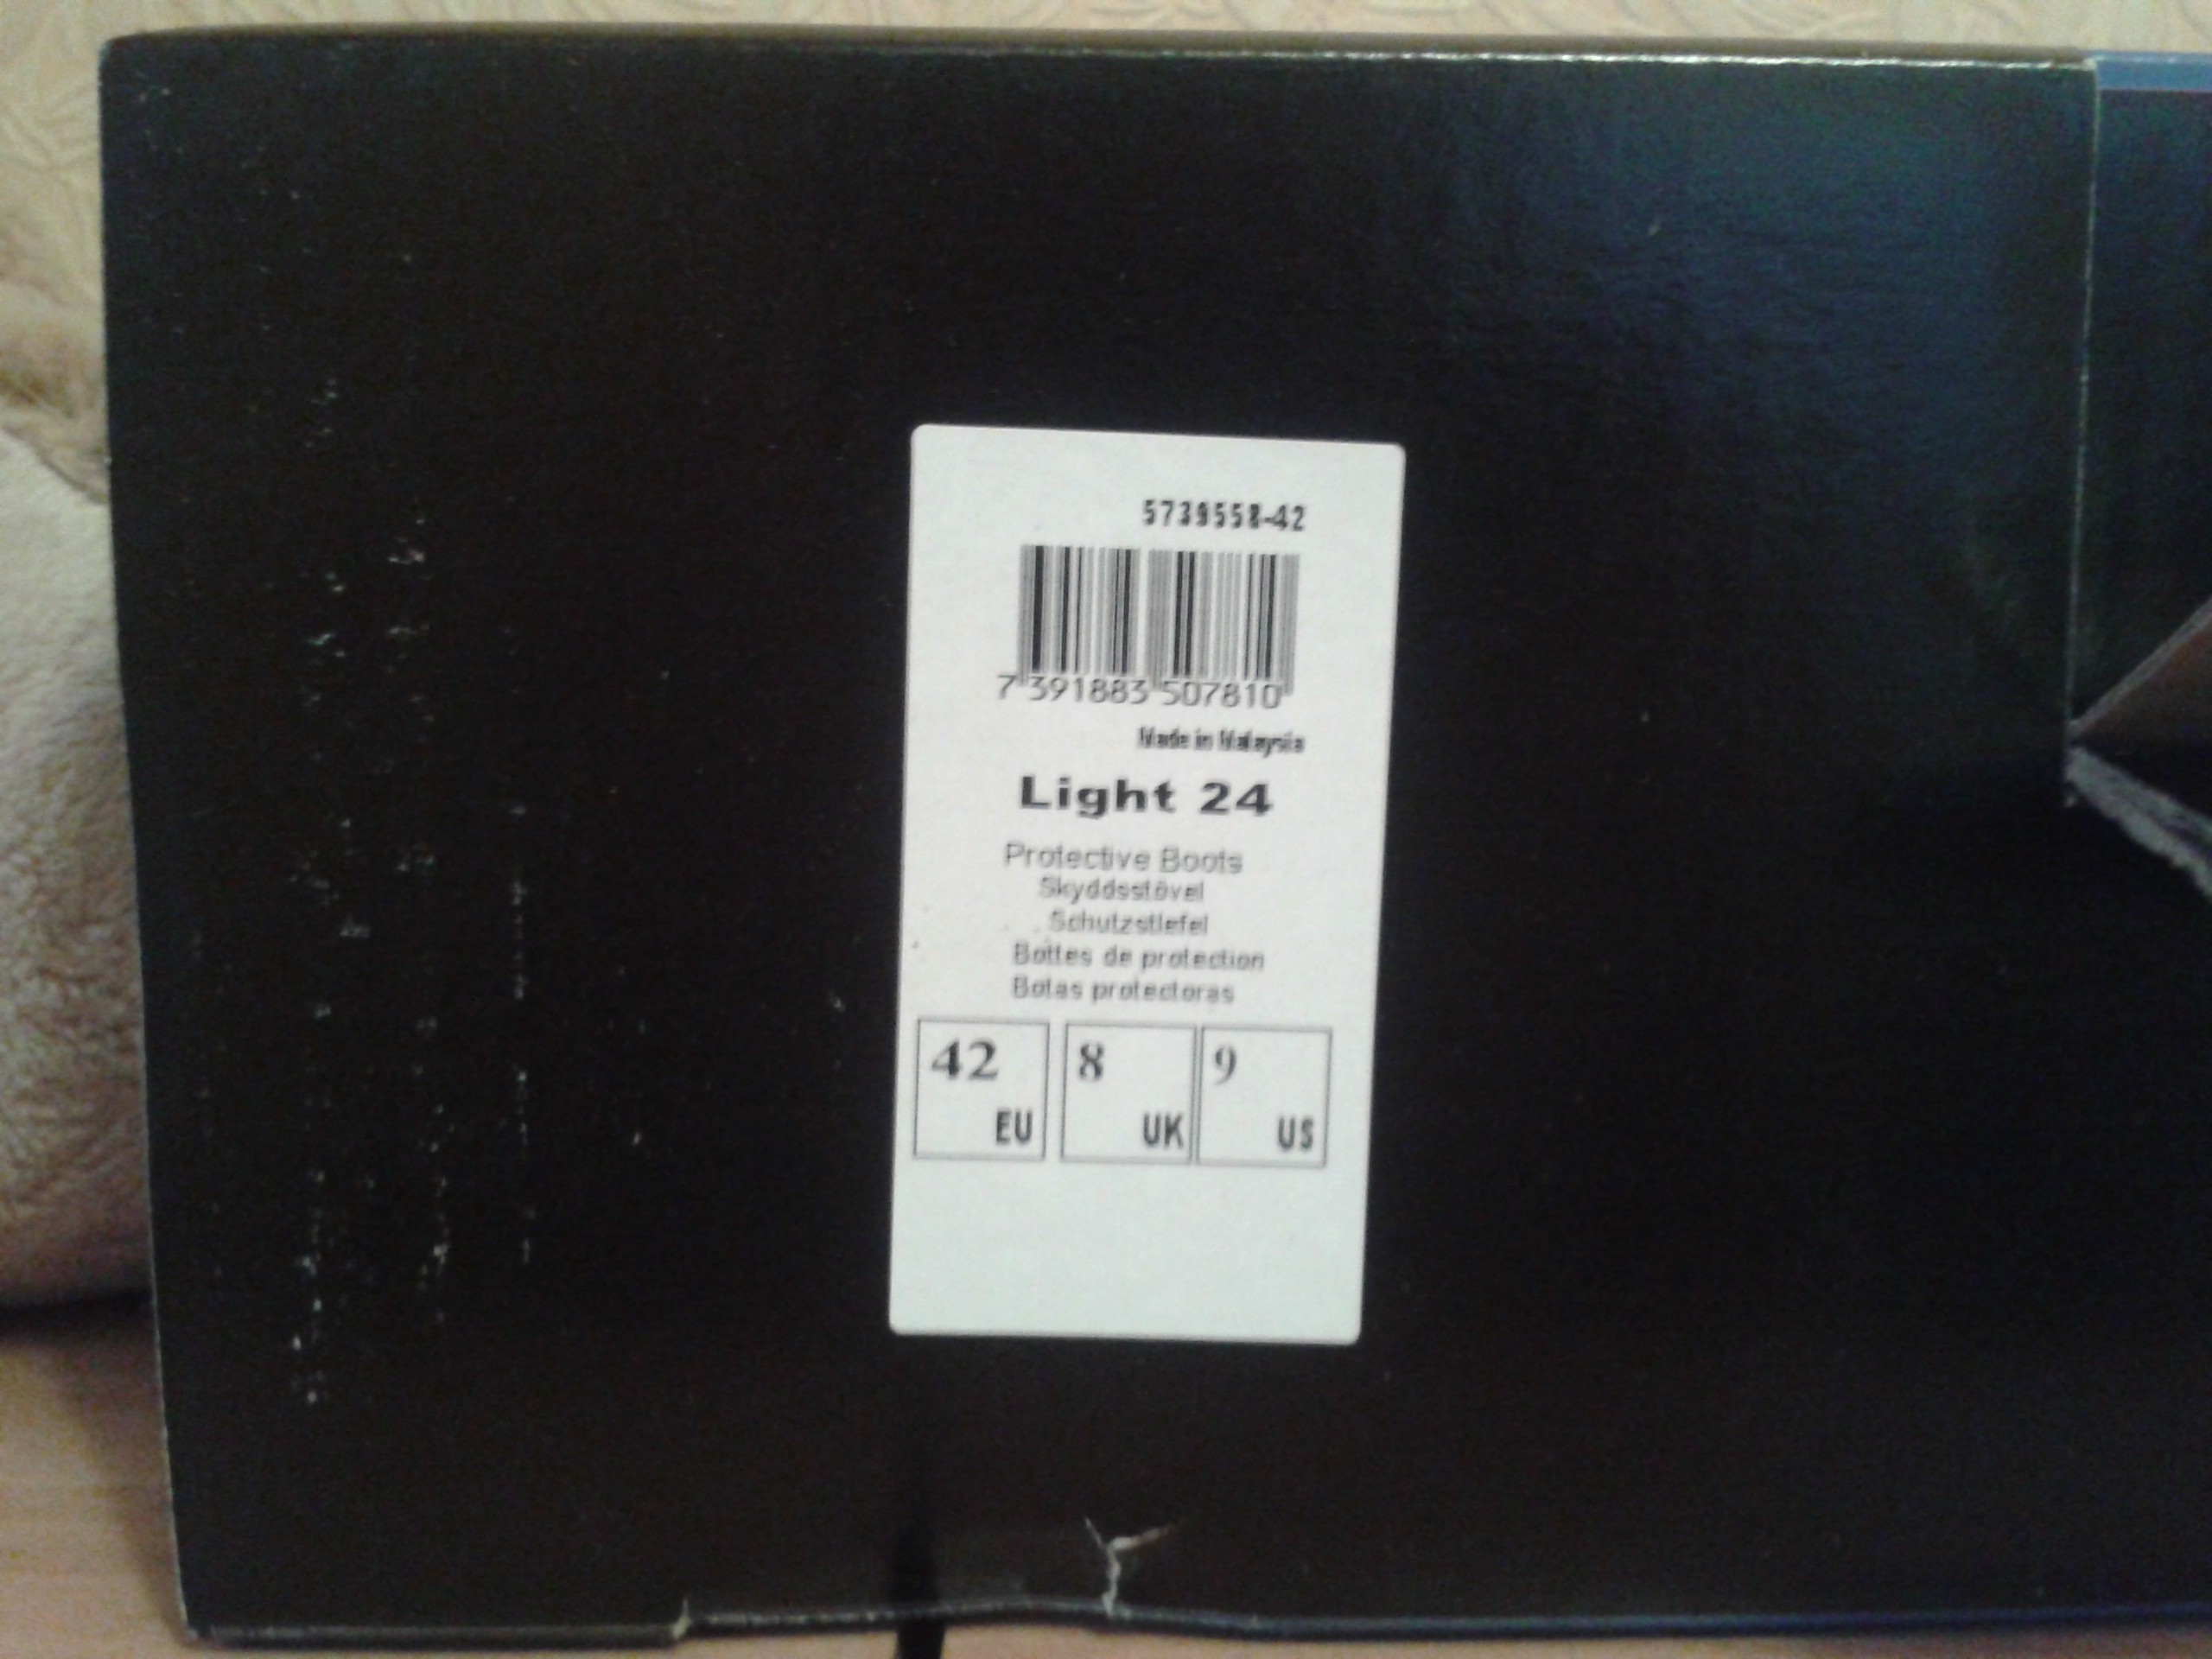 5739558-42
7 391883 507810
Made in Malaysia
Light 24
Protective Boots
Skyddsstövel
Schutzstiefel
Bottes de protection
Botas protectoras
42 EU 8 UK 9 US